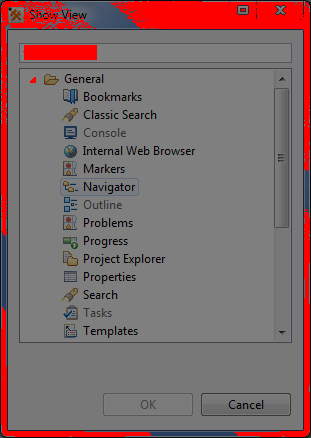 Show View
General
Bookmarks
Classic Search
Console
Internal Web Browser
Markers
Navigator
Outline
Problems
Progress
Project Explorer
Properties
Search
Tasks
Templates
OK
Cancel